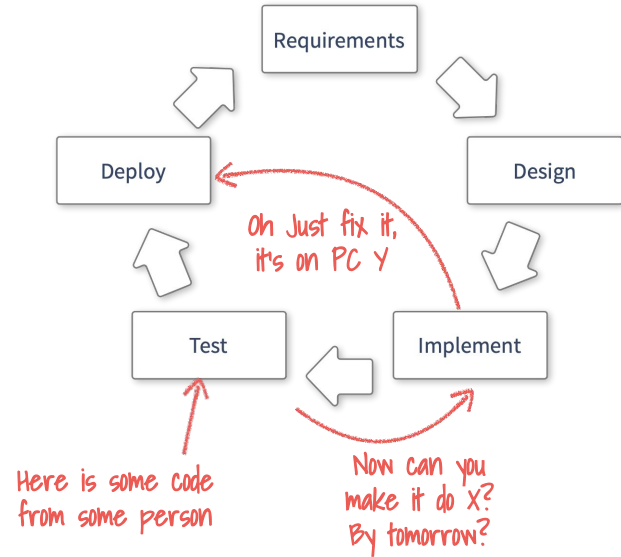 Requirements
Deploy
Design
Oh Just fix it,
it's on PC Y
Test
Implement
Here is some code
from some person
Now can you
make it do X?
By tomorrow?